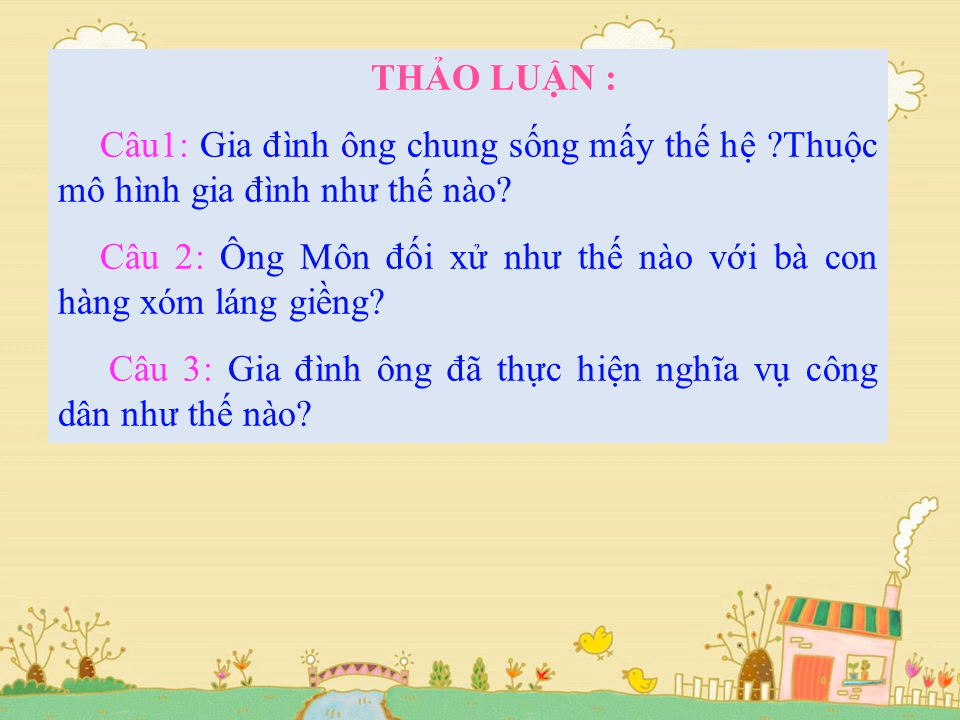 THẢO LUẬN :
Câu1: Gia đình ông chung sống mấy thế hệ ?Thuộc
mô hình gia đình như thế nào?
Câu 2: Ông Môn đối xử như thế nào với bà con
hàng xóm láng giềng?
Câu 3: Gia đình ông đã thực hiện nghĩa vụ công
dân như thế nào?